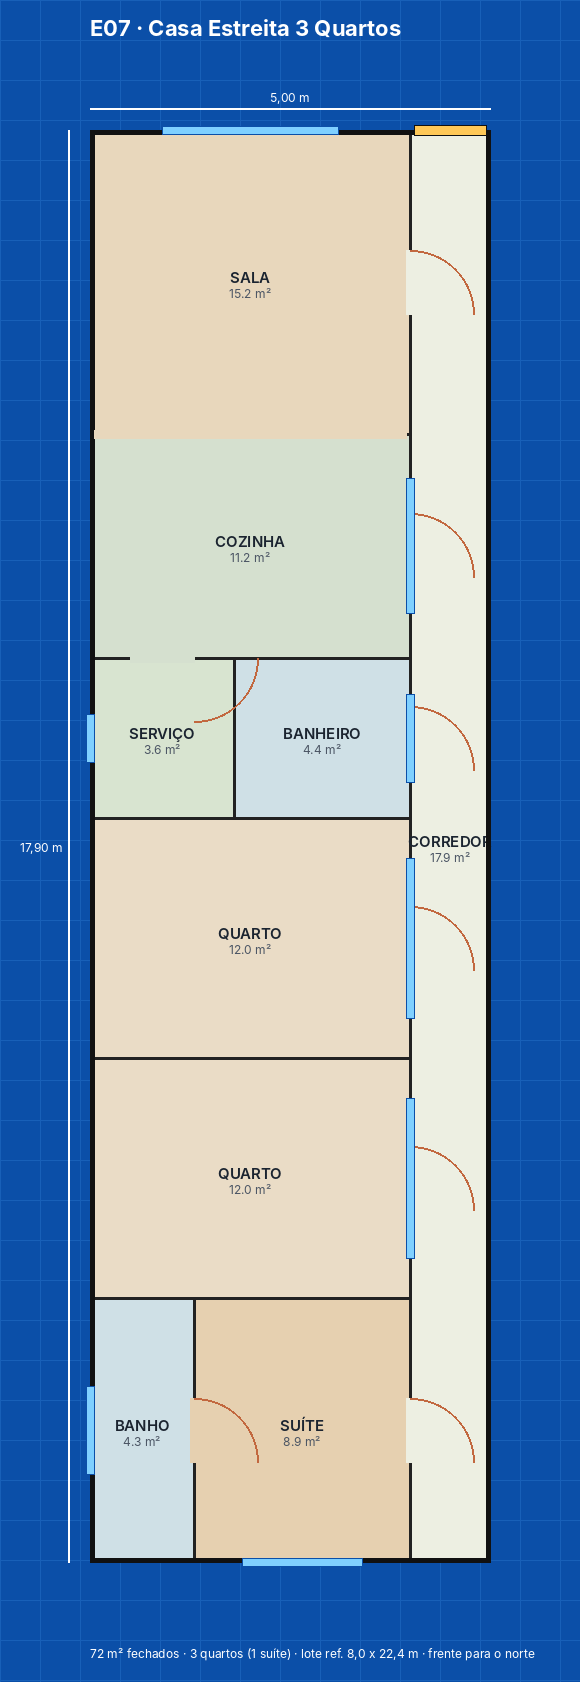 E07 · Casa Estreita 3 Quartos
5,00 m
SALA
15.2 m²
COZINHA
11.2 m²
SERVIÇO
3.6 m²
BANHEIRO
4.4 m²
CORREDOR
17.9 m²
17,90 m
QUARTO
12.0 m²
QUARTO
12.0 m²
BANHO
4.3 m²
SUÍTE
8.9 m²
72 m² fechados · 3 quartos (1 suíte) · lote ref. 8,0 x 22,4 m · frente para o norte